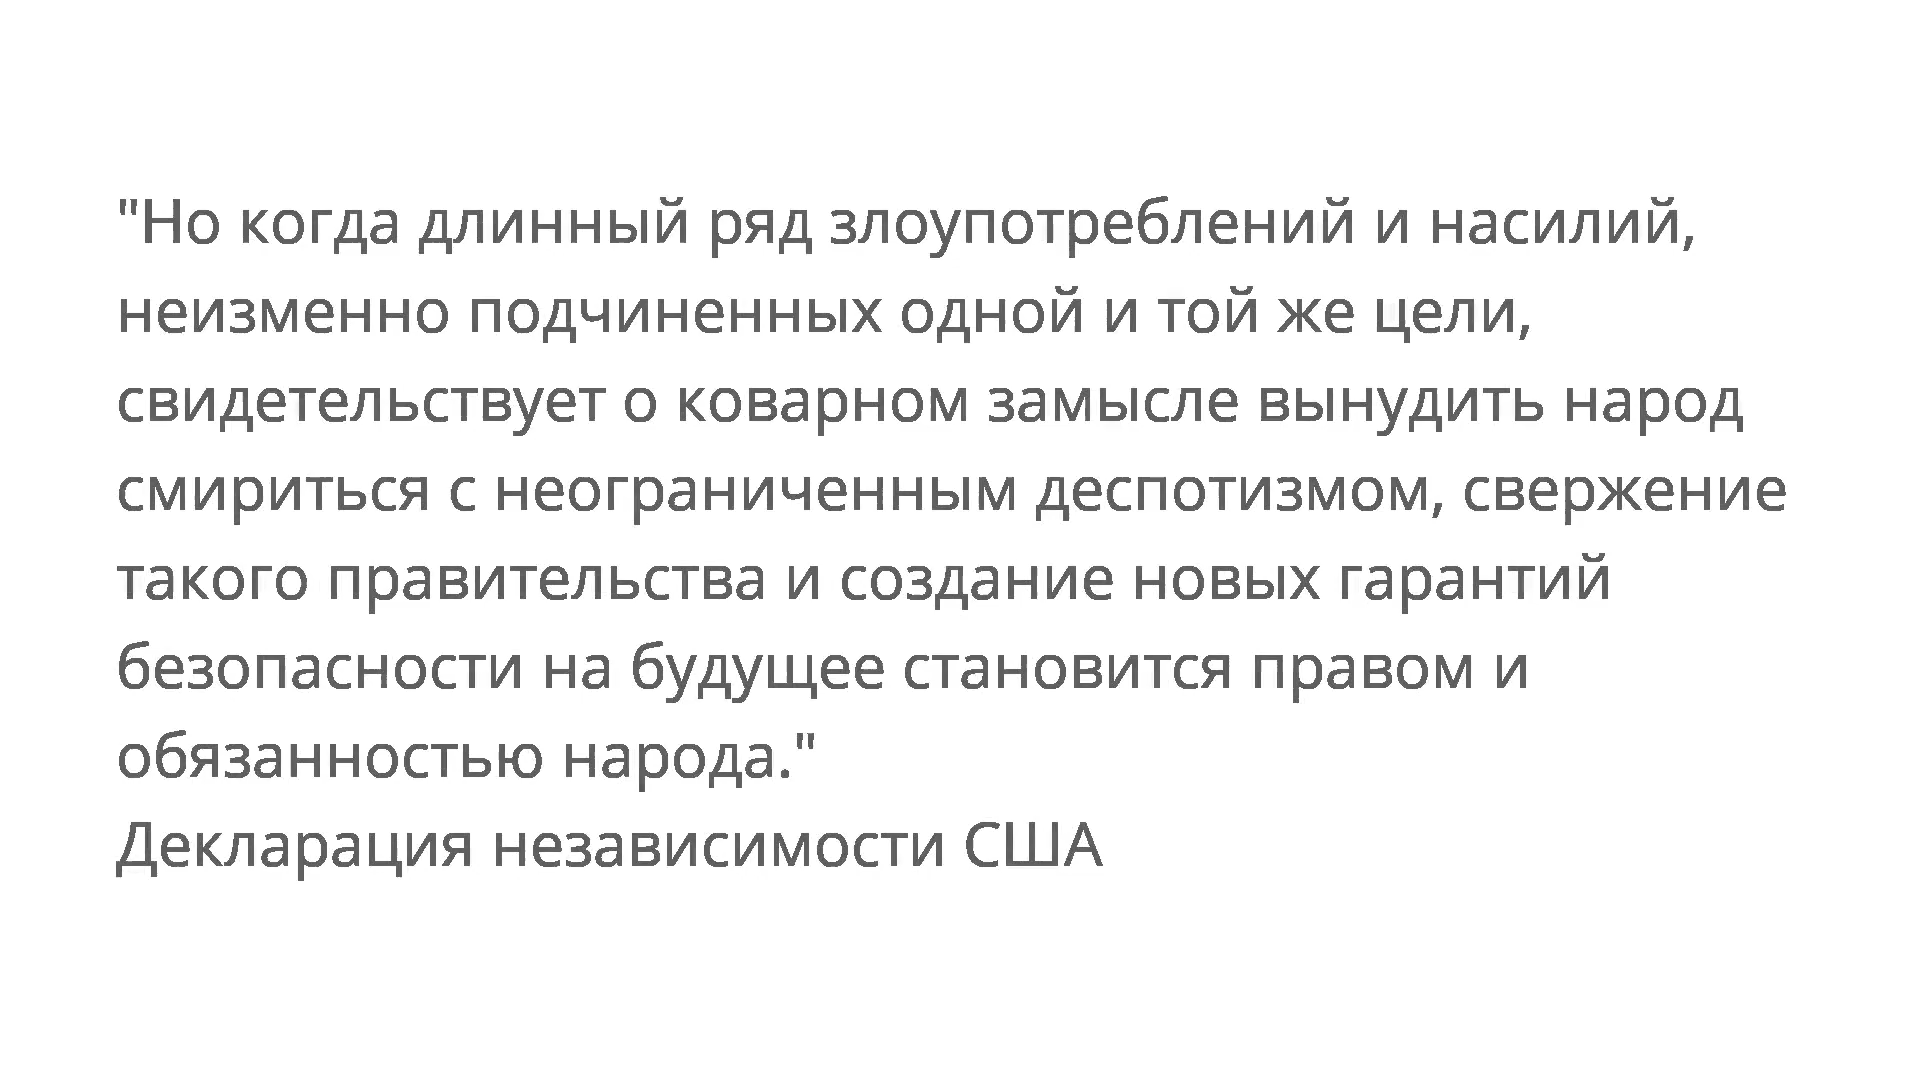 "Но когда длинный ряд злоупотреблений и насилий,
неизменно подчиненных одной и той же цели,
свидетельствует о коварном замысле вынудить народ
смириться с неограниченным деспотизмом, свержение
такого правительства и создание новых гарантий
безопасности на будущее становится правом и
обязанностью народа."
Декларация независимости США